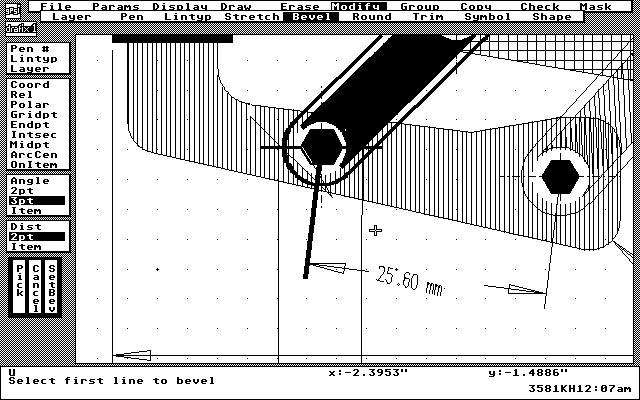 File Params Display Draw Erase Modify Group Copy Check Mask
Layer Pen Lintyp Stretch Bevel Round Trim Symbol Shape
Pen #
Lintyp
Layer
Coord
Rel
Polar
Gridpt
Endpt
Intsec
Midpt
ArcCen
OnItem
Angle
2pt
3pt
Item
Dist
2pt
Item
Pick
Cancel
SetBev
25.60 mm
U
x:-2.3953" y:-1.4886"
Select first line to bevel
3581KH12:07am